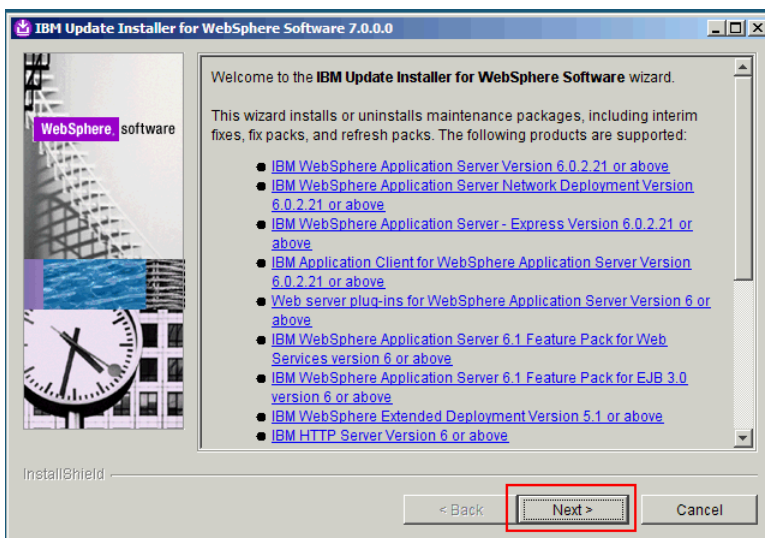 IBM Update Installer for WebSphere Software 7.0.0.0
WebSphere. software
Welcome to the IBM Update Installer for WebSphere Software wizard.
This wizard installs or uninstalls maintenance packages, including interim
fixes, fix packs, and refresh packs. The following products are supported:
IBM WebSphere Application Server Version 6.0.2.21 or above
IBM WebSphere Application Server Network Deployment Version
6.0.2.21 or above
IBM WebSphere Application Server - Express Version 6.0.2.21 or
above
IBM Application Client for WebSphere Application Server Version
6.0.2.21 or above
Web server plug-ins for WebSphere Application Server Version 6 or
above
IBM WebSphere Application Server 6.1 Feature Pack for Web
Services version 6 or above
IBM WebSphere Application Server 6.1 Feature Pack for EJB 3.0
version 6 or above
IBM WebSphere Extended Deployment Version 5.1 or above
IBM HTTP Server Version 6 or above
InstallShield
< Back
Next >
Cancel